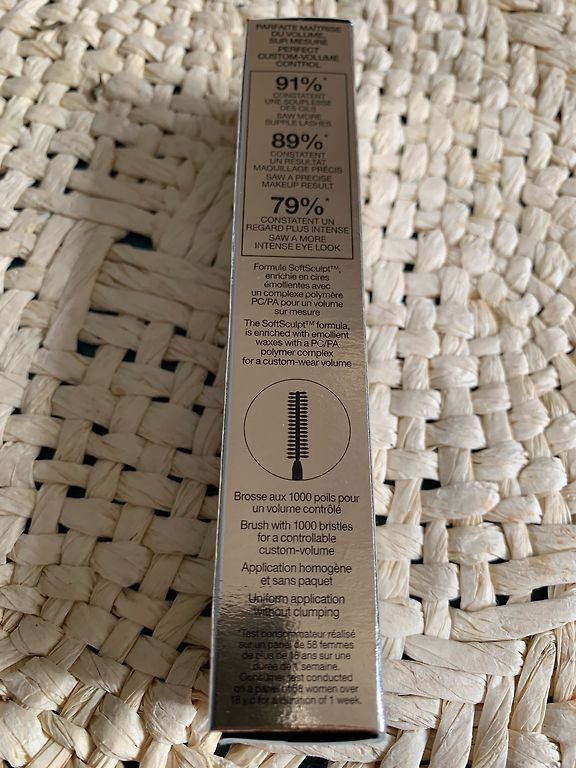 PARFAITE MAÎTRISE
DU VOLUME,
SUR MESURE
PERFECT
CUSTOM-VOLUME
CONTROL
91%*
CONSTATENT
UNE SOUPLESSE
DES CILS
SAW MORE
SUPPLE LASHES
89%*
CONSTATENT
UN RÉSULTAT
MAQUILLAGE PRÉCIS
SAW A PRECISE
MAKEUP RESULT
79%*
CONSTATENT UN
REGARD PLUS INTENSE
SAW A MORE
INTENSE EYE LOOK
Formule SoftSculpt™,
enrichie en cires
émollientes avec
un complexe polymère
PC/PA pour un volume
sur mesure
The SoftSculpt™ formula,
is enriched with emollient
waxes with a PC/PA
polymer complex
for a custom-wear volume
Brosse aux 1000 poils pour
un volume contrôlé
Brush with 1000 bristles
for a controllable
custom-volume
Application homogène
et sans paquet
Uniform application
without clumping
*Test consommateur réalisé
sur un panel de 58 femmes
de plus de 18 ans sur une
durée de 1 semaine.
Consumer test conducted
on a panel of 58 women over
18 y.o for a duration of 1 week.